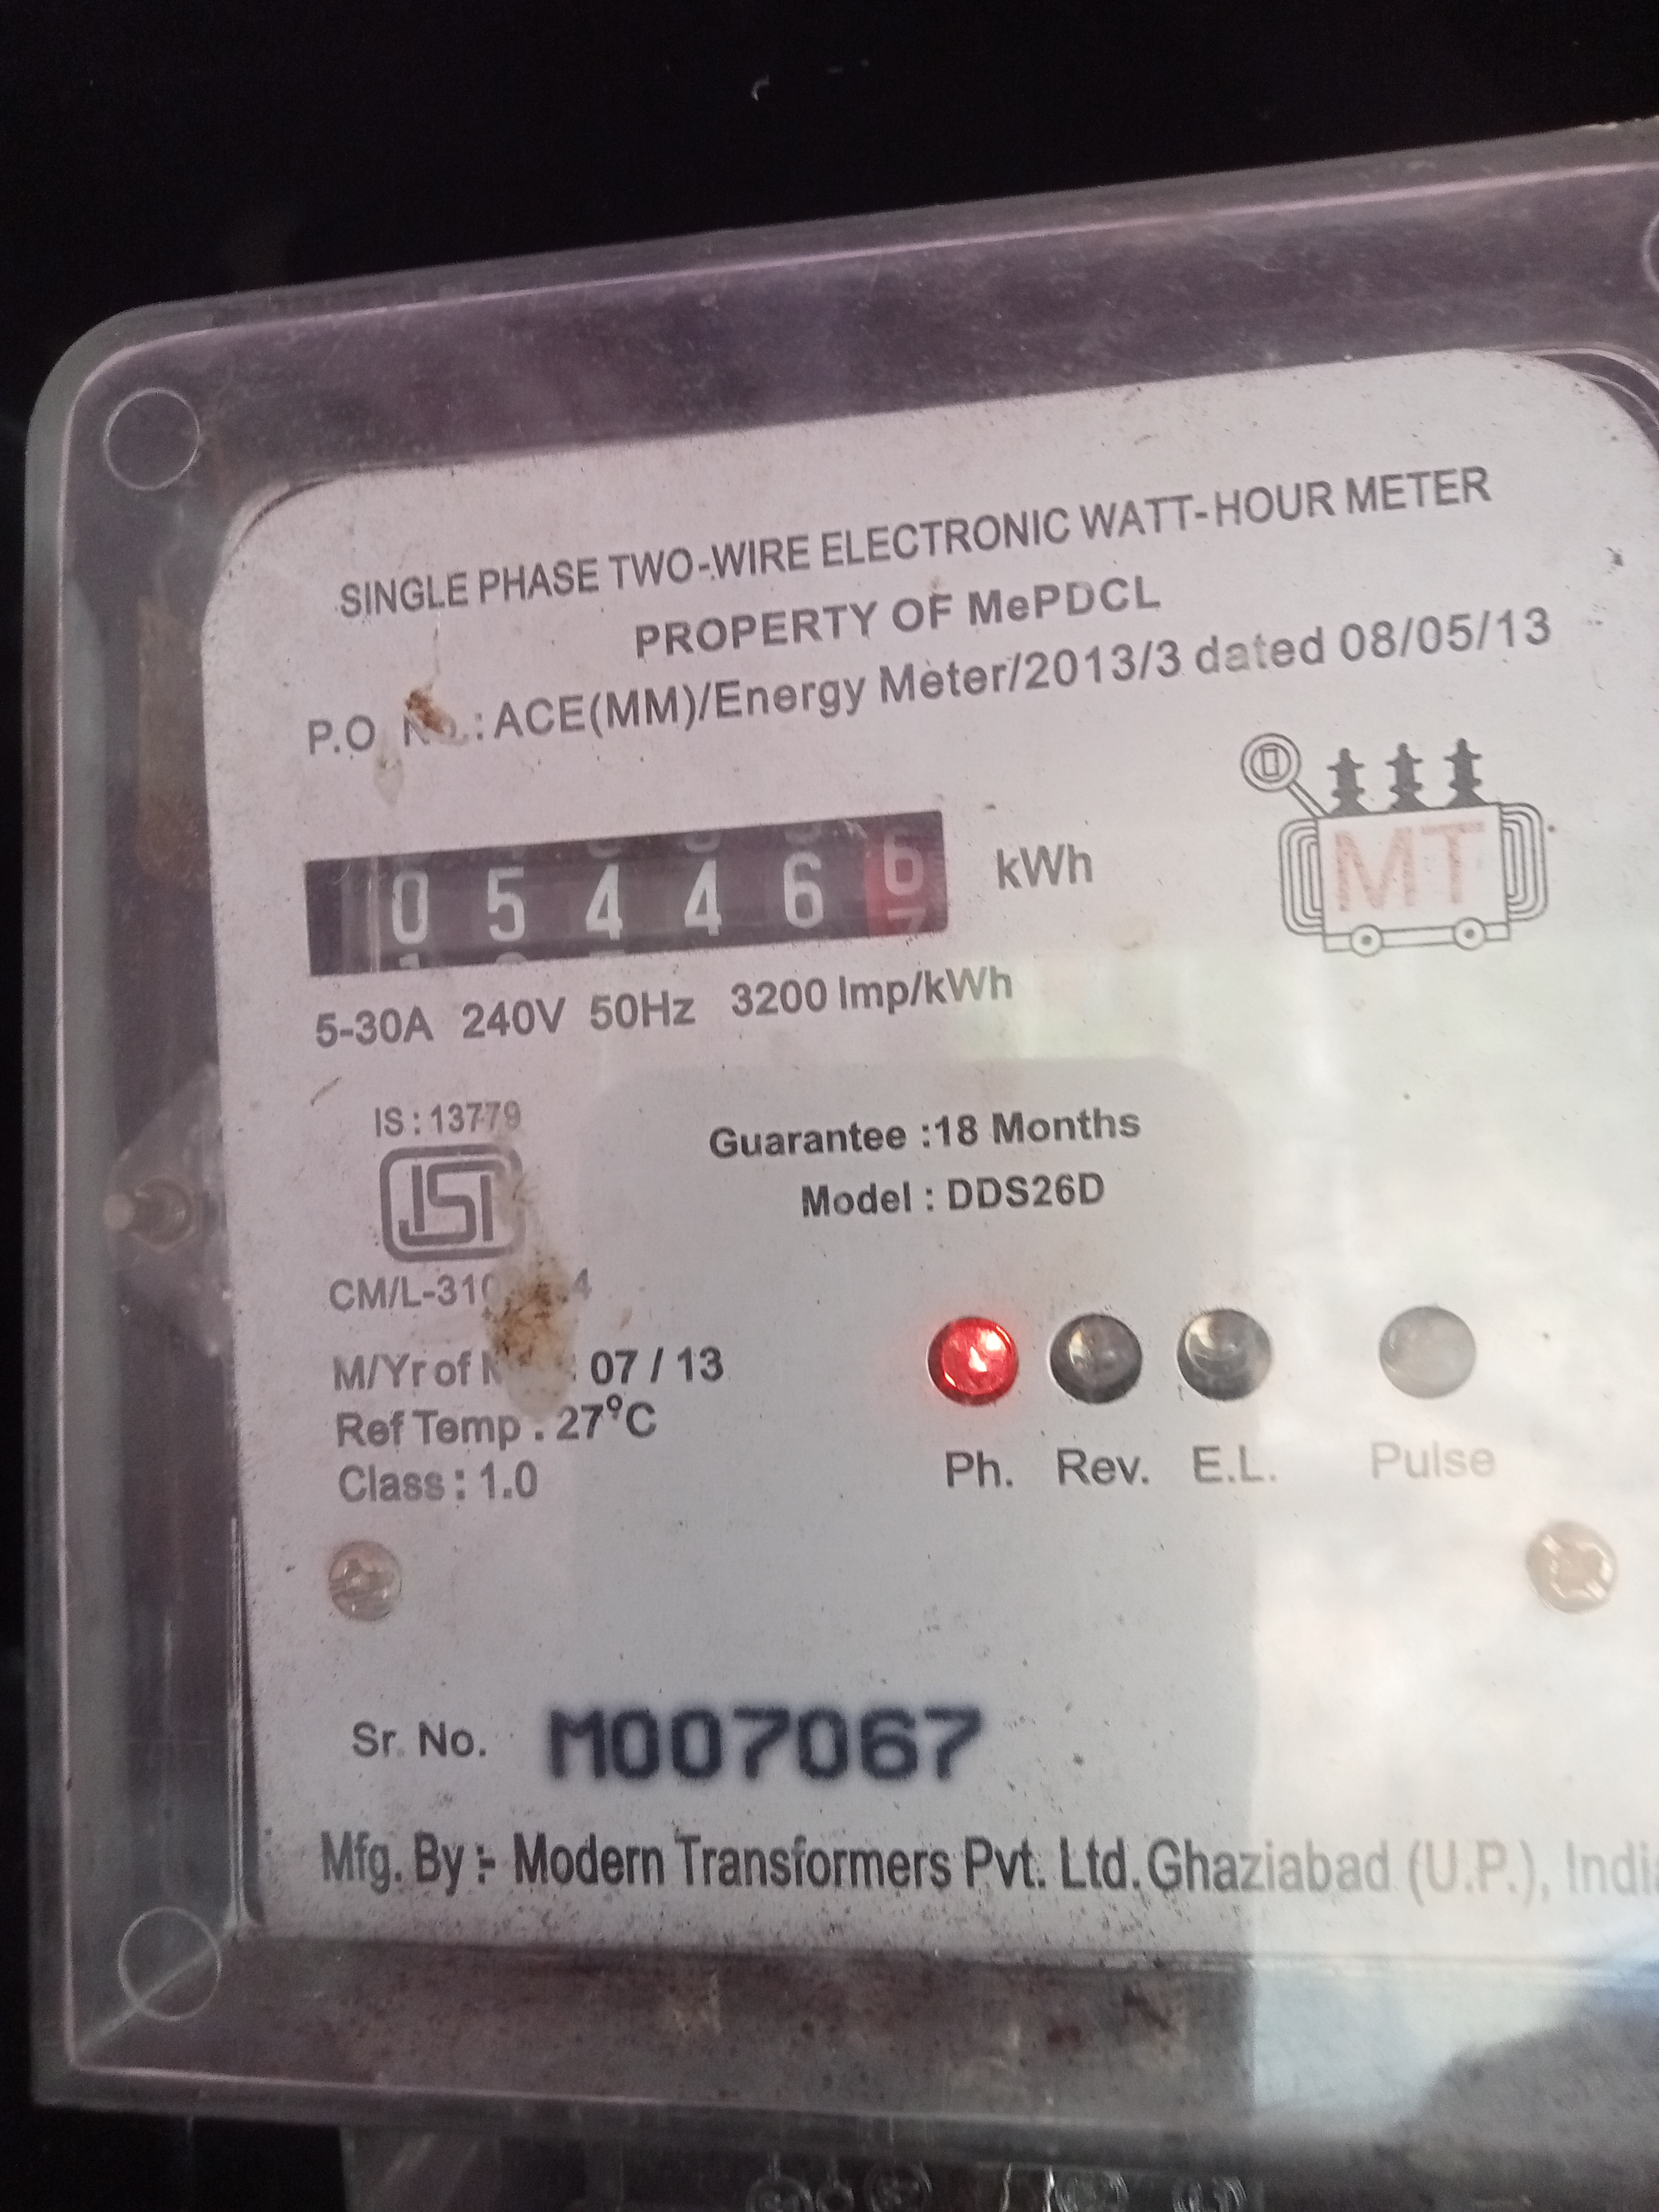 SINGLE PHASE TWO-WIRE ELECTRONIC WATT-HOUR METER
PROPERTY OF MePDCL
P.O No.: ACE(MM)/Energy Meter/2013/3 dated 08/05/13
0 5 4 4 6 6 kWh
MT
5-30A 240V 50Hz 3200 Imp/kWh
IS : 13779
ISI
Guarantee :18 Months
Model : DDS26D
M/Yr of 07 / 13
Ref Temp . 27°C
Class : 1.0
Ph. Rev. E.L. Pulse
Sr. No. M007067
Mfg. By :- Modern Transformers Pvt. Ltd. Ghaziabad (U.P.),